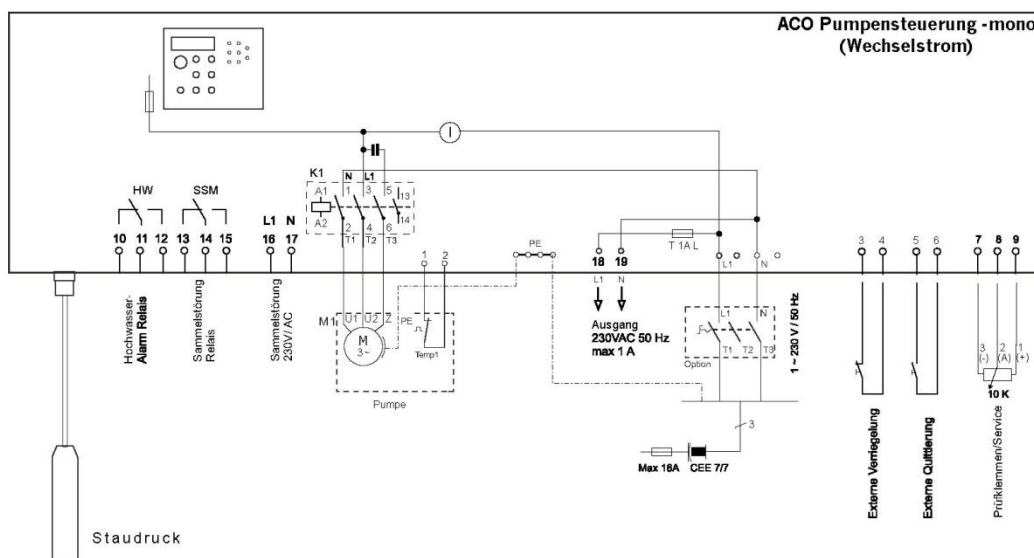 ACO Pumpensteuerung -mono
(Wechselstrom)
I
K1
N L1
A1 1 3 5 13
A2 2 4 6 14
T1 T2 T3
HW
SSM
L1 N
10 11 12 13 14 15 16 17
1 2
PE
18 19
L1 N
T 1A L
L1 N
3 4 5 6 7 8 9
Hochwasser-
Alarm Relais
Sammelstörung
Relais
Sammelstörung
230V/ AC
M1
U1 U2 Z
M
3~
PE
Temp1
Pumpe
Ausgang
230VAC 50 Hz
max 1 A
L1 N
T1 T2 T3
Option
1 ~ 230 V / 50 Hz
3
Max 16A CEE 7/7
Externe Verriegelung
Externe Quittierung
3 2 1
(-) (A) (+)
10 K
Prüfklemmen/Service
Staudruck